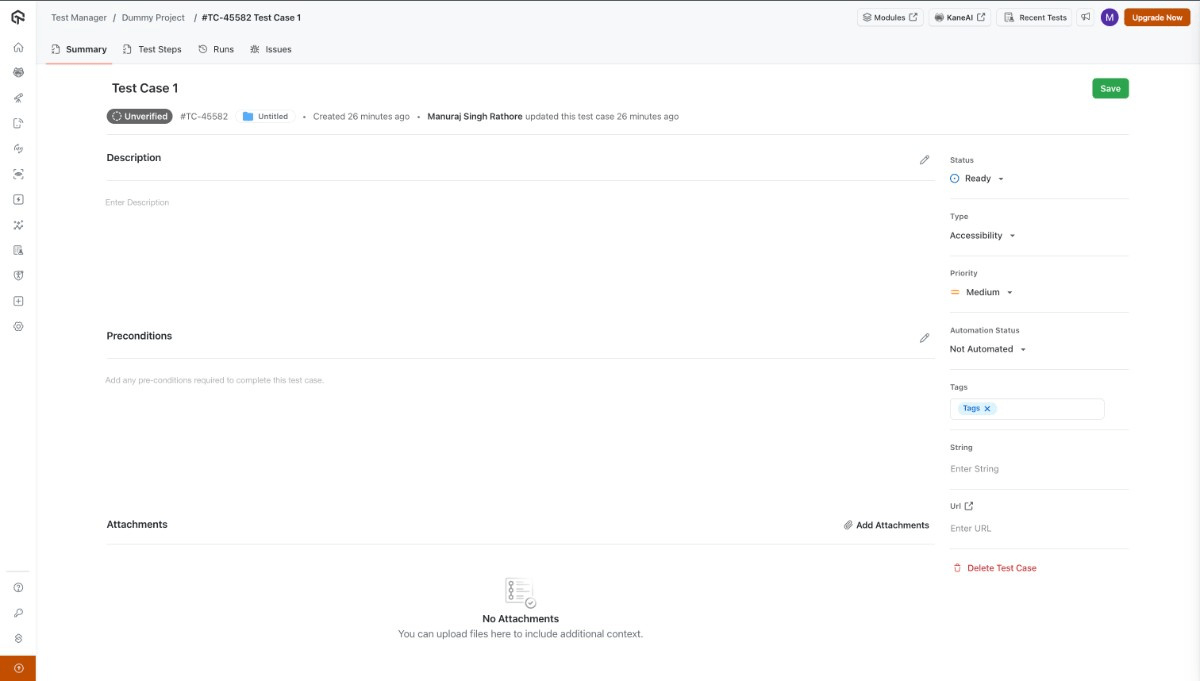 Test Manager / Dummy Project / #TC-45582 Test Case 1
Modules
KaneAI
Recent Tests
M
Upgrade Now
Summary
Test Steps
Runs
Issues
Test Case 1
Save
Unverified
#TC-45582
Untitled
• Created 26 minutes ago • Manuraj Singh Rathore updated this test case 26 minutes ago
Description
Enter Description
Preconditions
Add any pre-conditions required to complete this test case.
Attachments
Add Attachments
No Attachments
You can upload files here to include additional context.
Status
Ready
Type
Accessibility
Priority
Medium
Automation Status
Not Automated
Tags
Tags
String
Enter String
Url
Enter URL
Delete Test Case